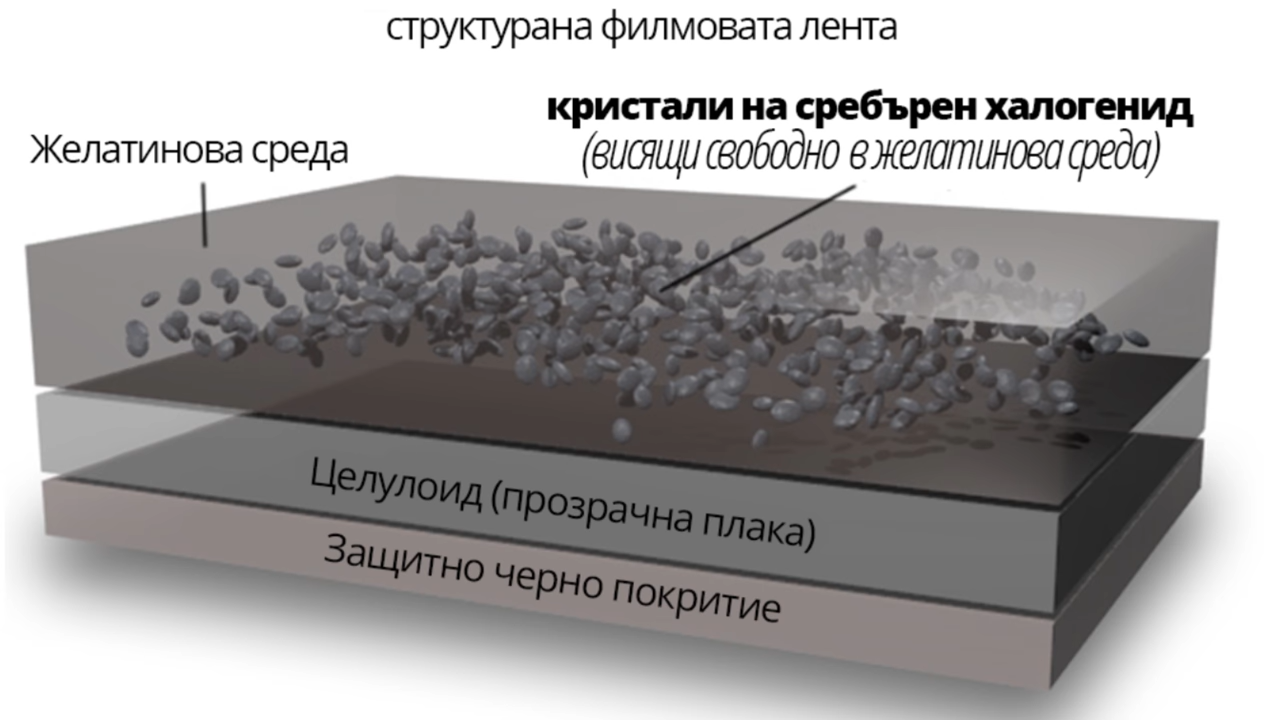 структурана филмовата лента
кристали на сребърен халогенид
(висящи свободно в желатинова среда)
Желатинова среда
Целулоид (прозрачна плака)
Защитно черно покритие